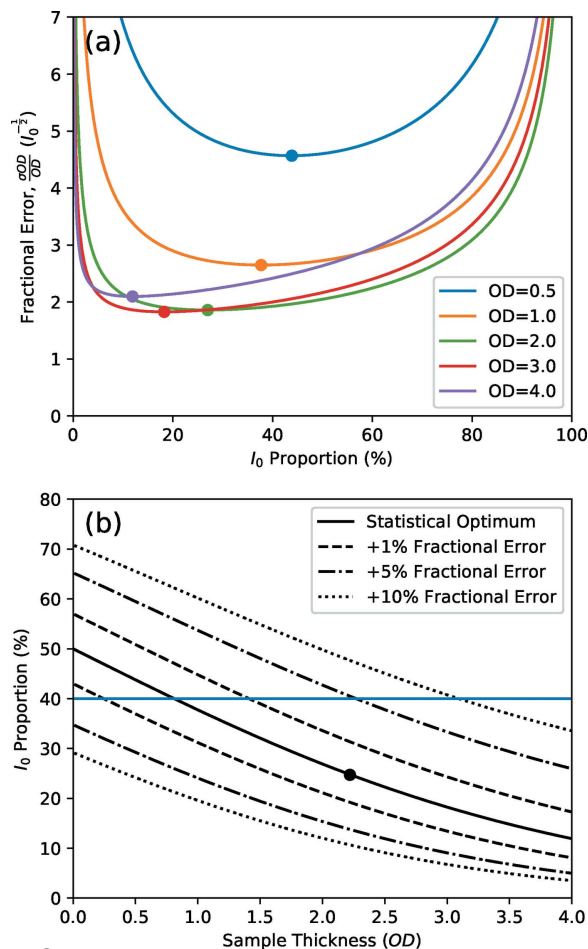 (a)
7
6
5
4
3
2
1
0
Fractional Error, σOD/OD (I₀^-1/2)
OD=0.5
OD=1.0
OD=2.0
OD=3.0
OD=4.0
0 20 40 60 80 100
I₀ Proportion (%)
(b)
80
70
60
50
40
30
20
10
0
I₀ Proportion (%)
Statistical Optimum
+1% Fractional Error
+5% Fractional Error
+10% Fractional Error
0.0 0.5 1.0 1.5 2.0 2.5 3.0 3.5 4.0
Sample Thickness (OD)